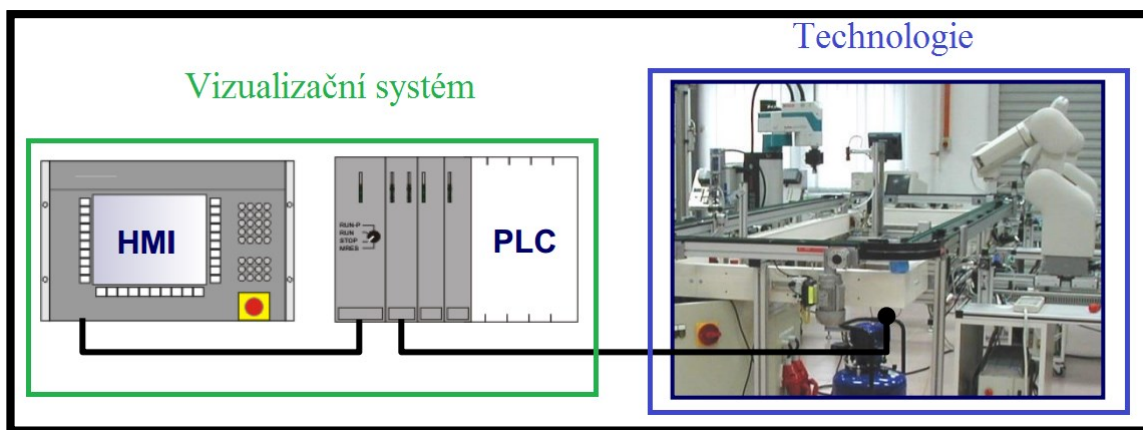 Technologie
Vizualizační systém
HMI
RUN-P
RUN
STOP
MRES
PLC